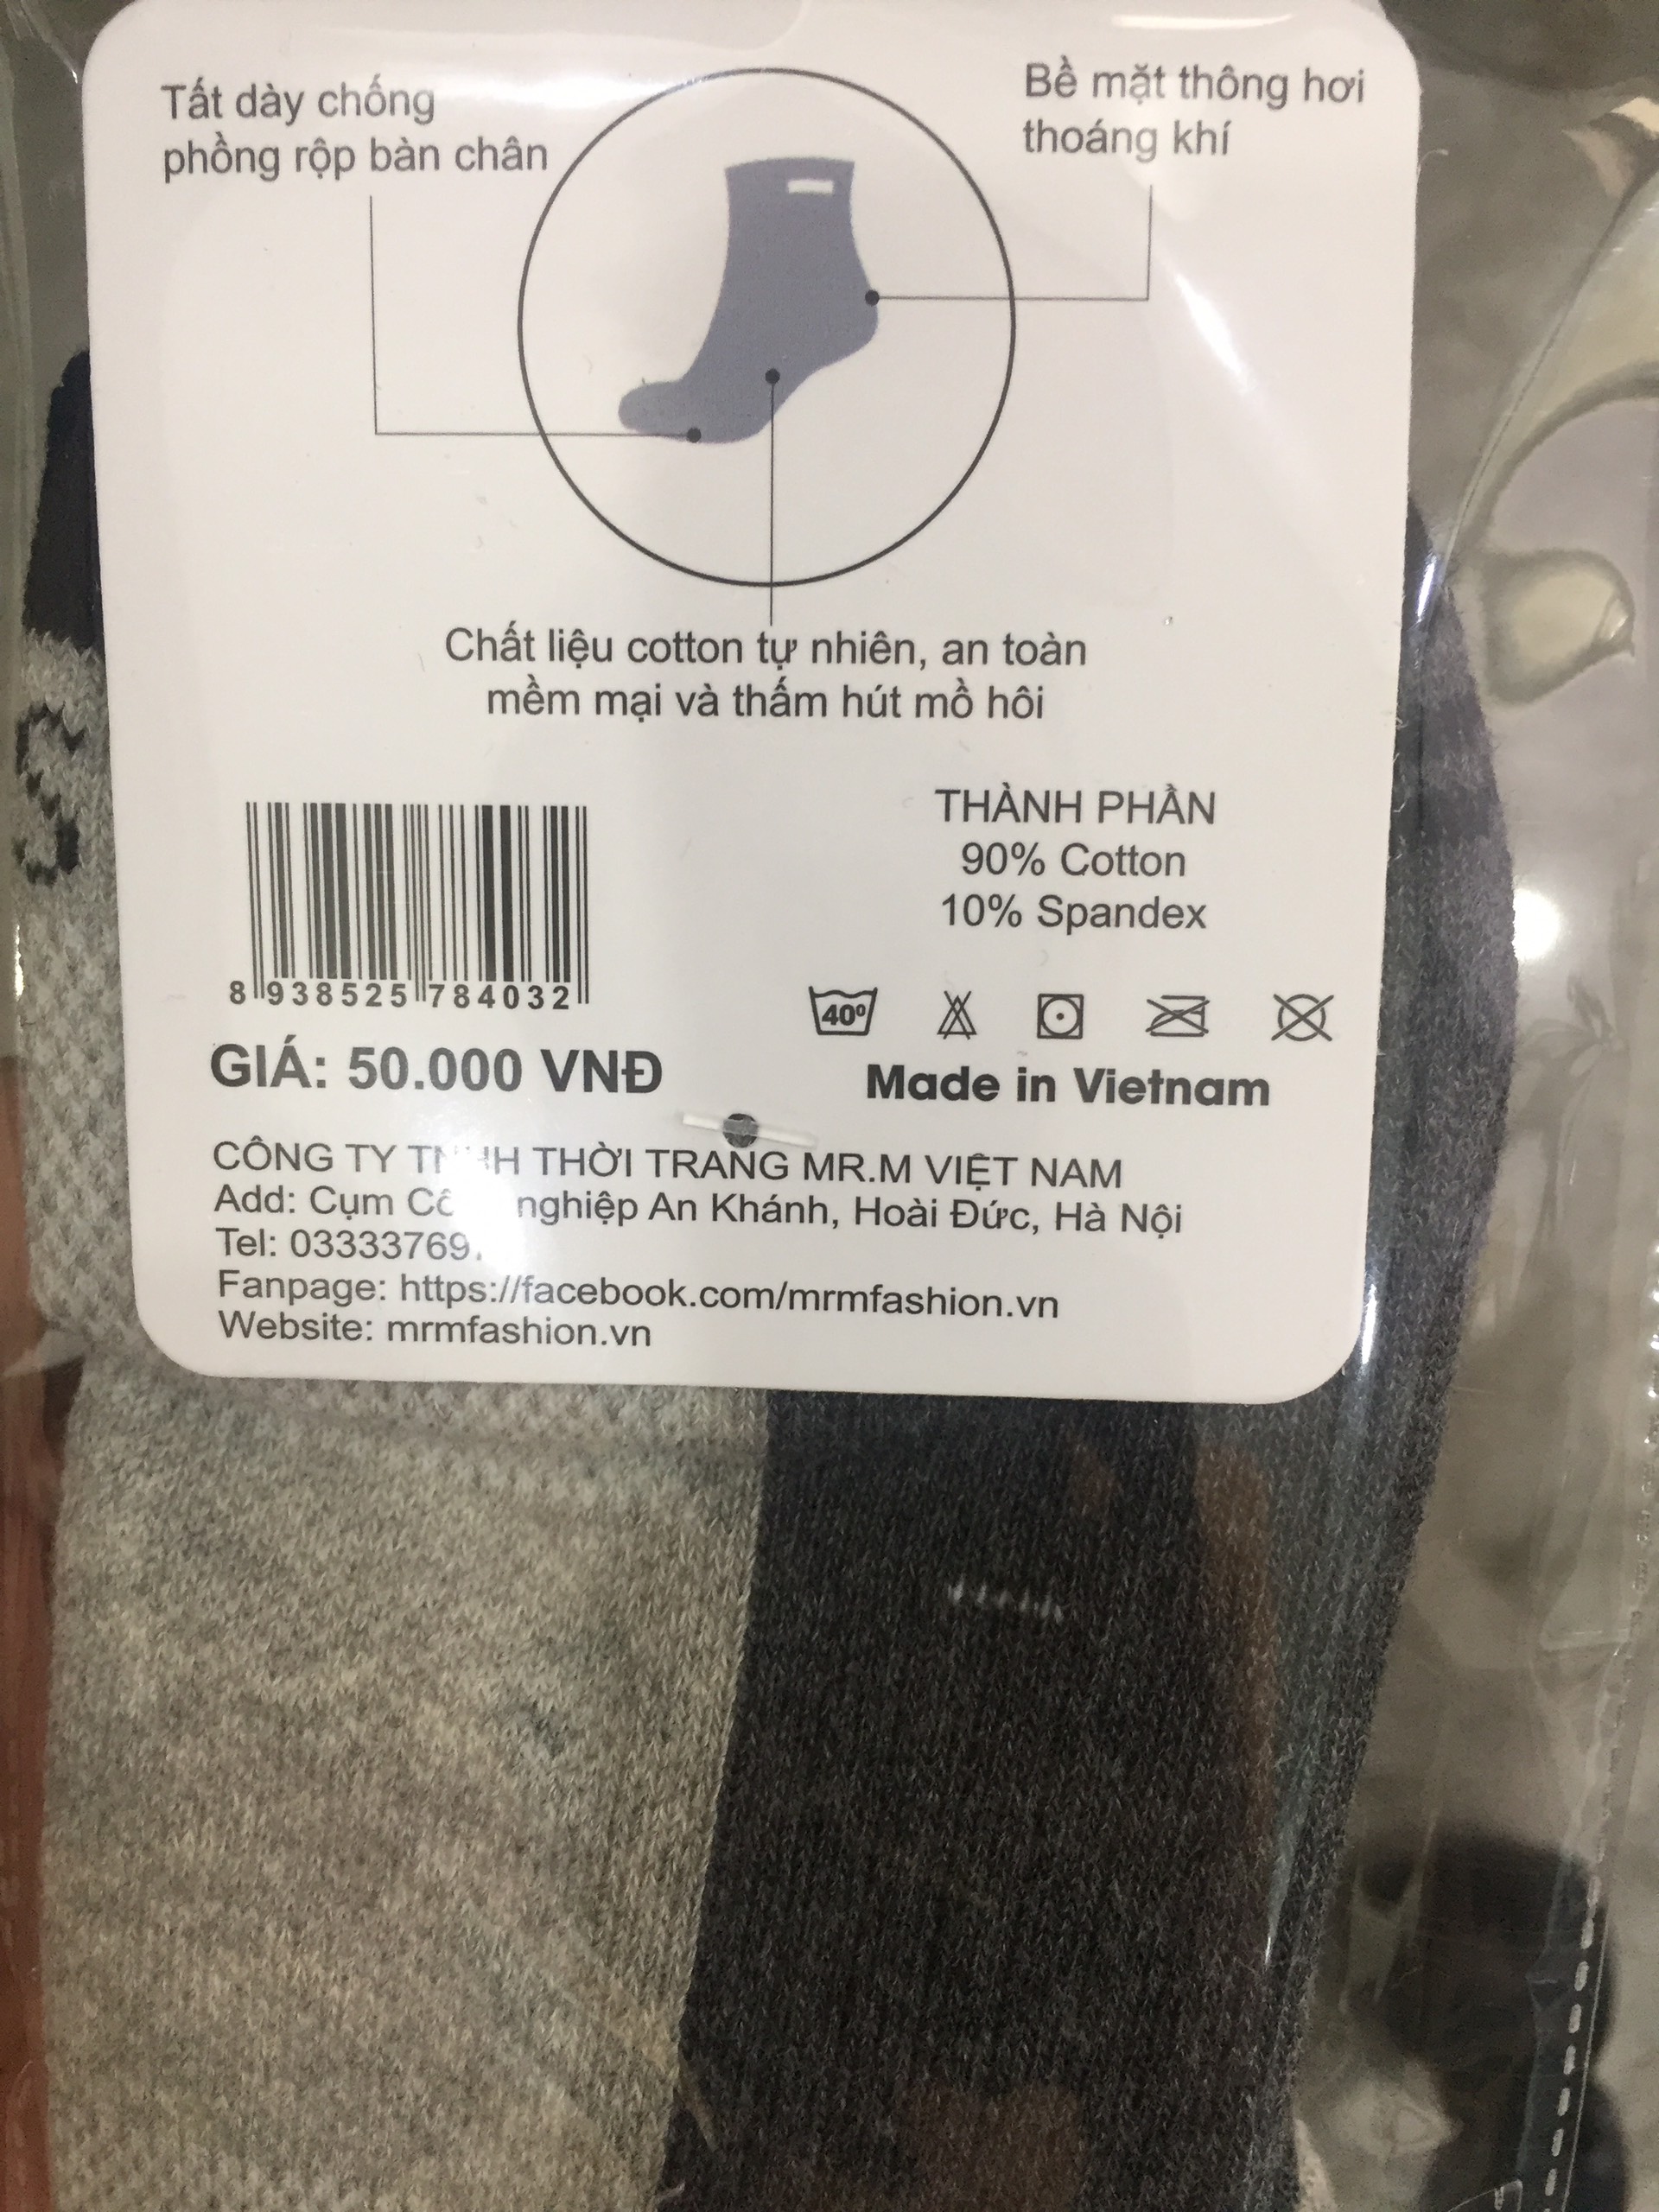 Tất dày chống
phồng rộp bàn chân
Bề mặt thông hơi
thoáng khí
Chất liệu cotton tự nhiên, an toàn
mềm mại và thấm hút mồ hôi
THÀNH PHẦN
90% Cotton
10% Spandex
8 938525 784032
40º
GIÁ: 50.000 VNĐ
Made in Vietnam
CÔNG TY THỜI TRANG MR.M VIỆT NAM
Add: Cụm nghiệp An Khánh, Hoài Đức, Hà Nội
Tel:
Fanpage: https://facebook.com/mrmfashion.vn
Website: mrmfashion.vn
S